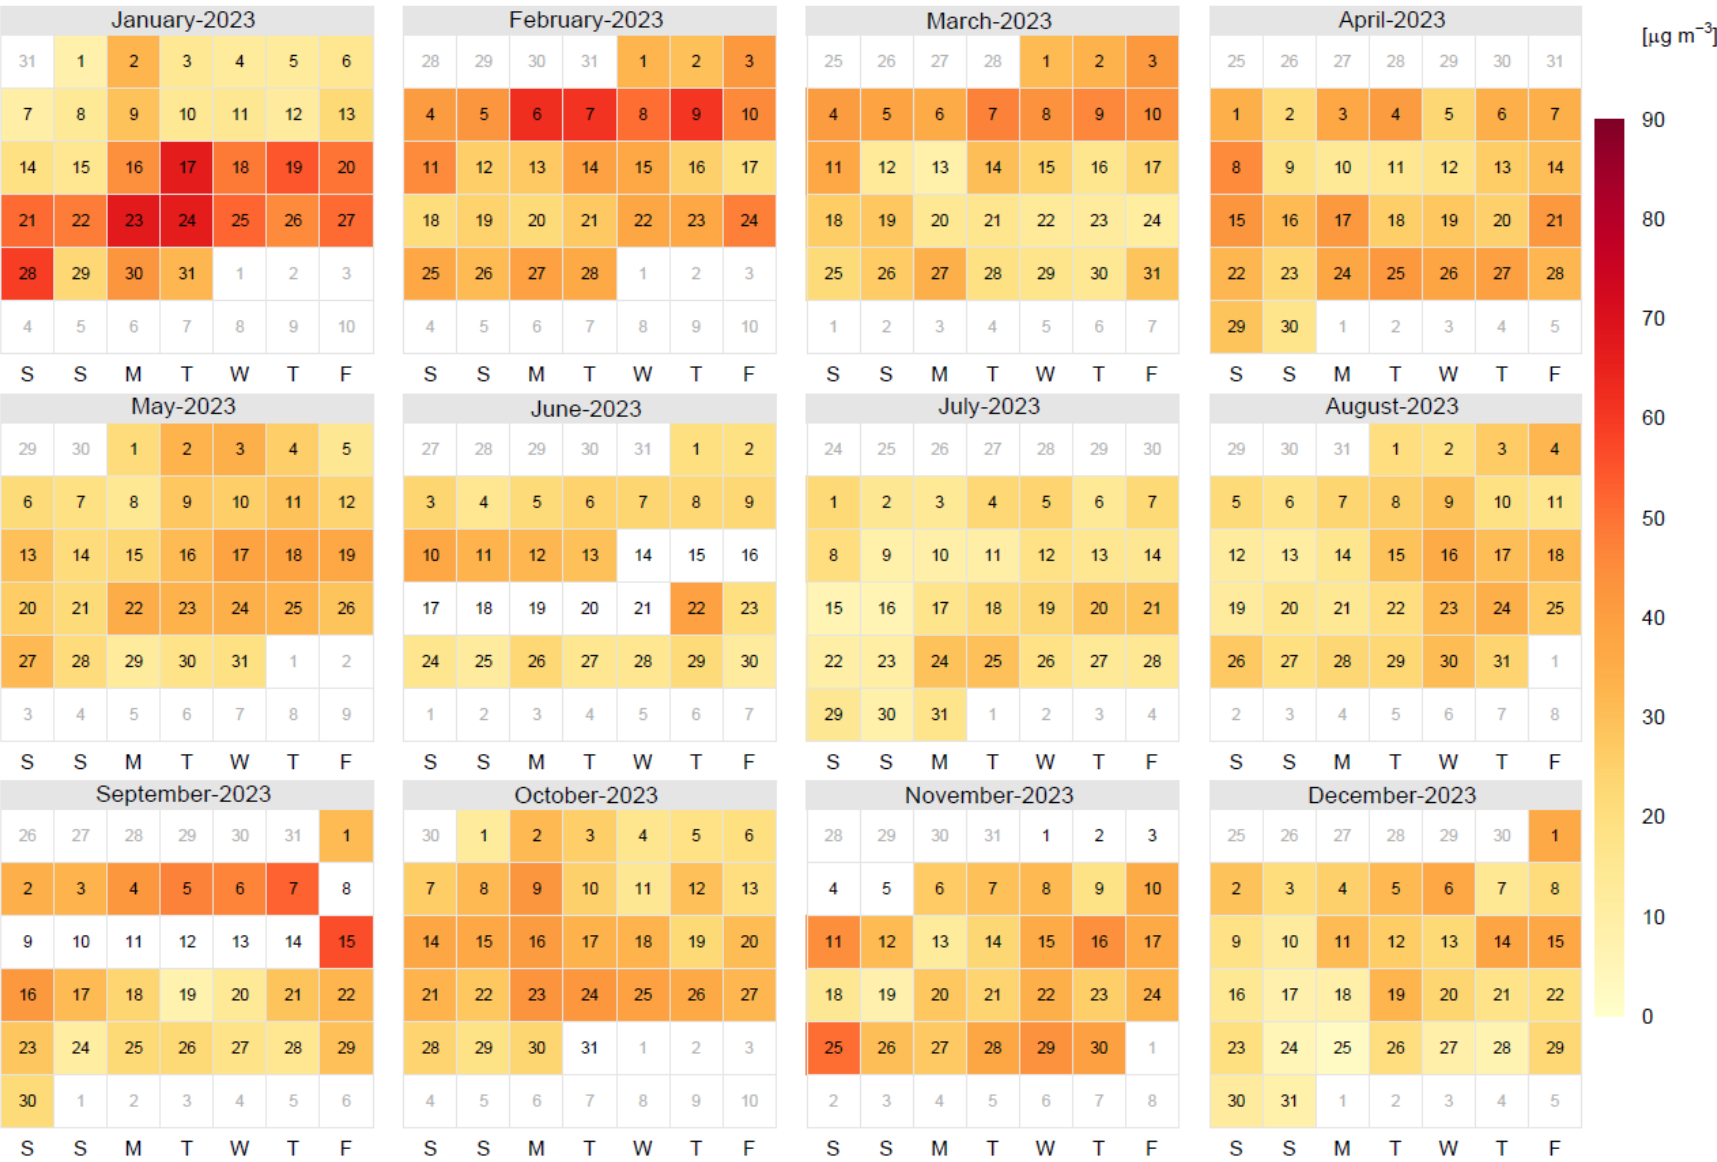 January-2023 February-2023 March-2023 April-2023 [μg m⁻³]
31 1 2 3 4 5 6 28 29 30 31 1 2 3 25 26 27 28 1 2 3 25 26 27 28 29 30 31
7 8 9 10 11 12 13 4 5 6 7 8 9 10 4 5 6 7 8 9 10 1 2 3 4 5 6 7 90
14 15 16 17 18 19 20 11 12 13 14 15 16 17 11 12 13 14 15 16 17 8 9 10 11 12 13 14
21 22 23 24 25 26 27 18 19 20 21 22 23 24 18 19 20 21 22 23 24 15 16 17 18 19 20 21 80
28 29 30 31 1 2 3 25 26 27 28 1 2 3 25 26 27 28 29 30 31 22 23 24 25 26 27 28
4 5 6 7 8 9 10 4 5 6 7 8 9 10 1 2 3 4 5 6 7 29 30 1 2 3 4 5 70
S S M T W T F S S M T W T F S S M T W T F S S M T W T F
May-2023 June-2023 July-2023 August-2023 60
29 30 1 2 3 4 5 27 28 29 30 31 1 2 24 25 26 27 28 29 30 29 30 31 1 2 3 4
6 7 8 9 10 11 12 3 4 5 6 7 8 9 1 2 3 4 5 6 7 5 6 7 8 9 10 11 50
13 14 15 16 17 18 19 10 11 12 13 14 15 16 8 9 10 11 12 13 14 12 13 14 15 16 17 18
20 21 22 23 24 25 26 17 18 19 20 21 22 23 15 16 17 18 19 20 21 19 20 21 22 23 24 25 40
27 28 29 30 31 1 2 24 25 26 27 28 29 30 22 23 24 25 26 27 28 26 27 28 29 30 31 1
3 4 5 6 7 8 9 1 2 3 4 5 6 7 29 30 31 1 2 3 4 2 3 4 5 6 7 8 30
S S M T W T F S S M T W T F S S M T W T F S S M T W T F
September-2023 October-2023 November-2023 December-2023
26 27 28 29 30 31 1 30 1 2 3 4 5 6 28 29 30 31 1 2 3 25 26 27 28 29 30 1 20
2 3 4 5 6 7 8 7 8 9 10 11 12 13 4 5 6 7 8 9 10 2 3 4 5 6 7 8
9 10 11 12 13 14 15 14 15 16 17 18 19 20 11 12 13 14 15 16 17 9 10 11 12 13 14 15 10
16 17 18 19 20 21 22 21 22 23 24 25 26 27 18 19 20 21 22 23 24 16 17 18 19 20 21 22 0
23 24 25 26 27 28 29 28 29 30 31 1 2 3 25 26 27 28 29 30 1 23 24 25 26 27 28 29
30 1 2 3 4 5 6 4 5 6 7 8 9 10 2 3 4 5 6 7 8 30 31 1 2 3 4 5
S S M T W T F S S M T W T F S S M T W T F S S M T W T F